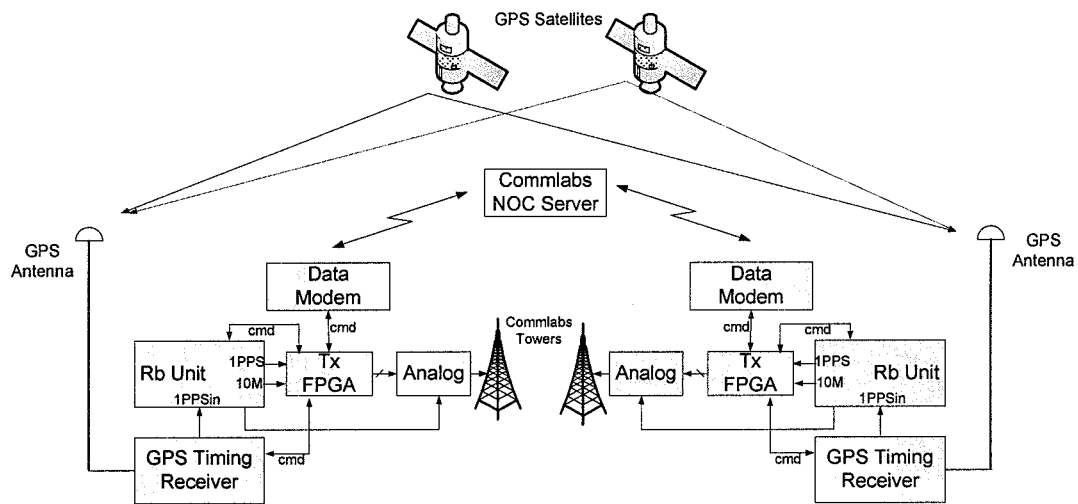 GPS Satellites
Commlabs
NOC Server
GPS
Antenna
GPS
Antenna
Data
Modem
Data
Modem
cmd
cmd
Commlabs
Towers
cmd
cmd
Rb Unit
1PPS
10M
1PPSin
Tx
FPGA
Analog
Analog
Tx
FPGA
1PPS
10M
Rb Unit
1PPSin
GPS Timing
Receiver
cmd
cmd
GPS Timing
Receiver